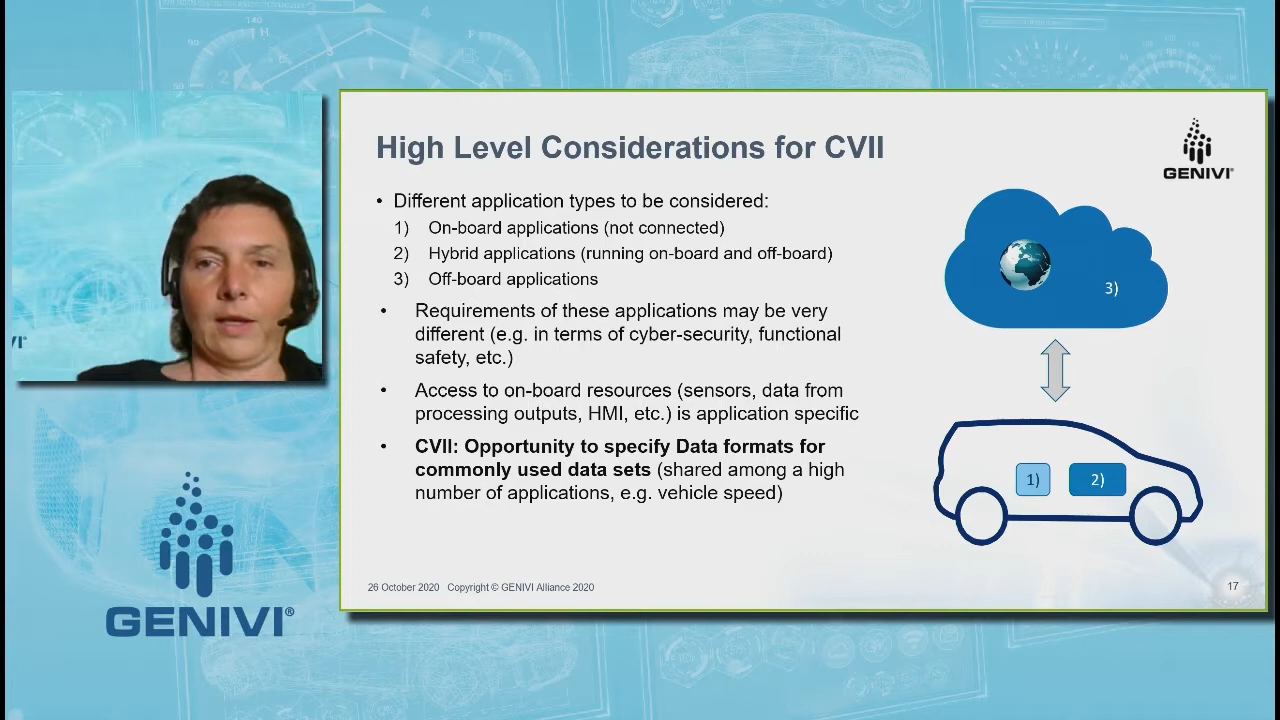 High Level Considerations for CVII
GENIVI®
• Different application types to be considered:
1) On-board applications (not connected)
2) Hybrid applications (running on-board and off-board)
3) Off-board applications
• Requirements of these applications may be very
different (e.g. in terms of cyber-security, functional
safety, etc.)
• Access to on-board resources (sensors, data from
processing outputs, HMI, etc.) is application specific
• CVII: Opportunity to specify Data formats for
commonly used data sets (shared among a high
number of applications, e.g. vehicle speed)
3)
1) 2)
26 October 2020 Copyright © GENIVI Alliance 2020
17
GENIVI®